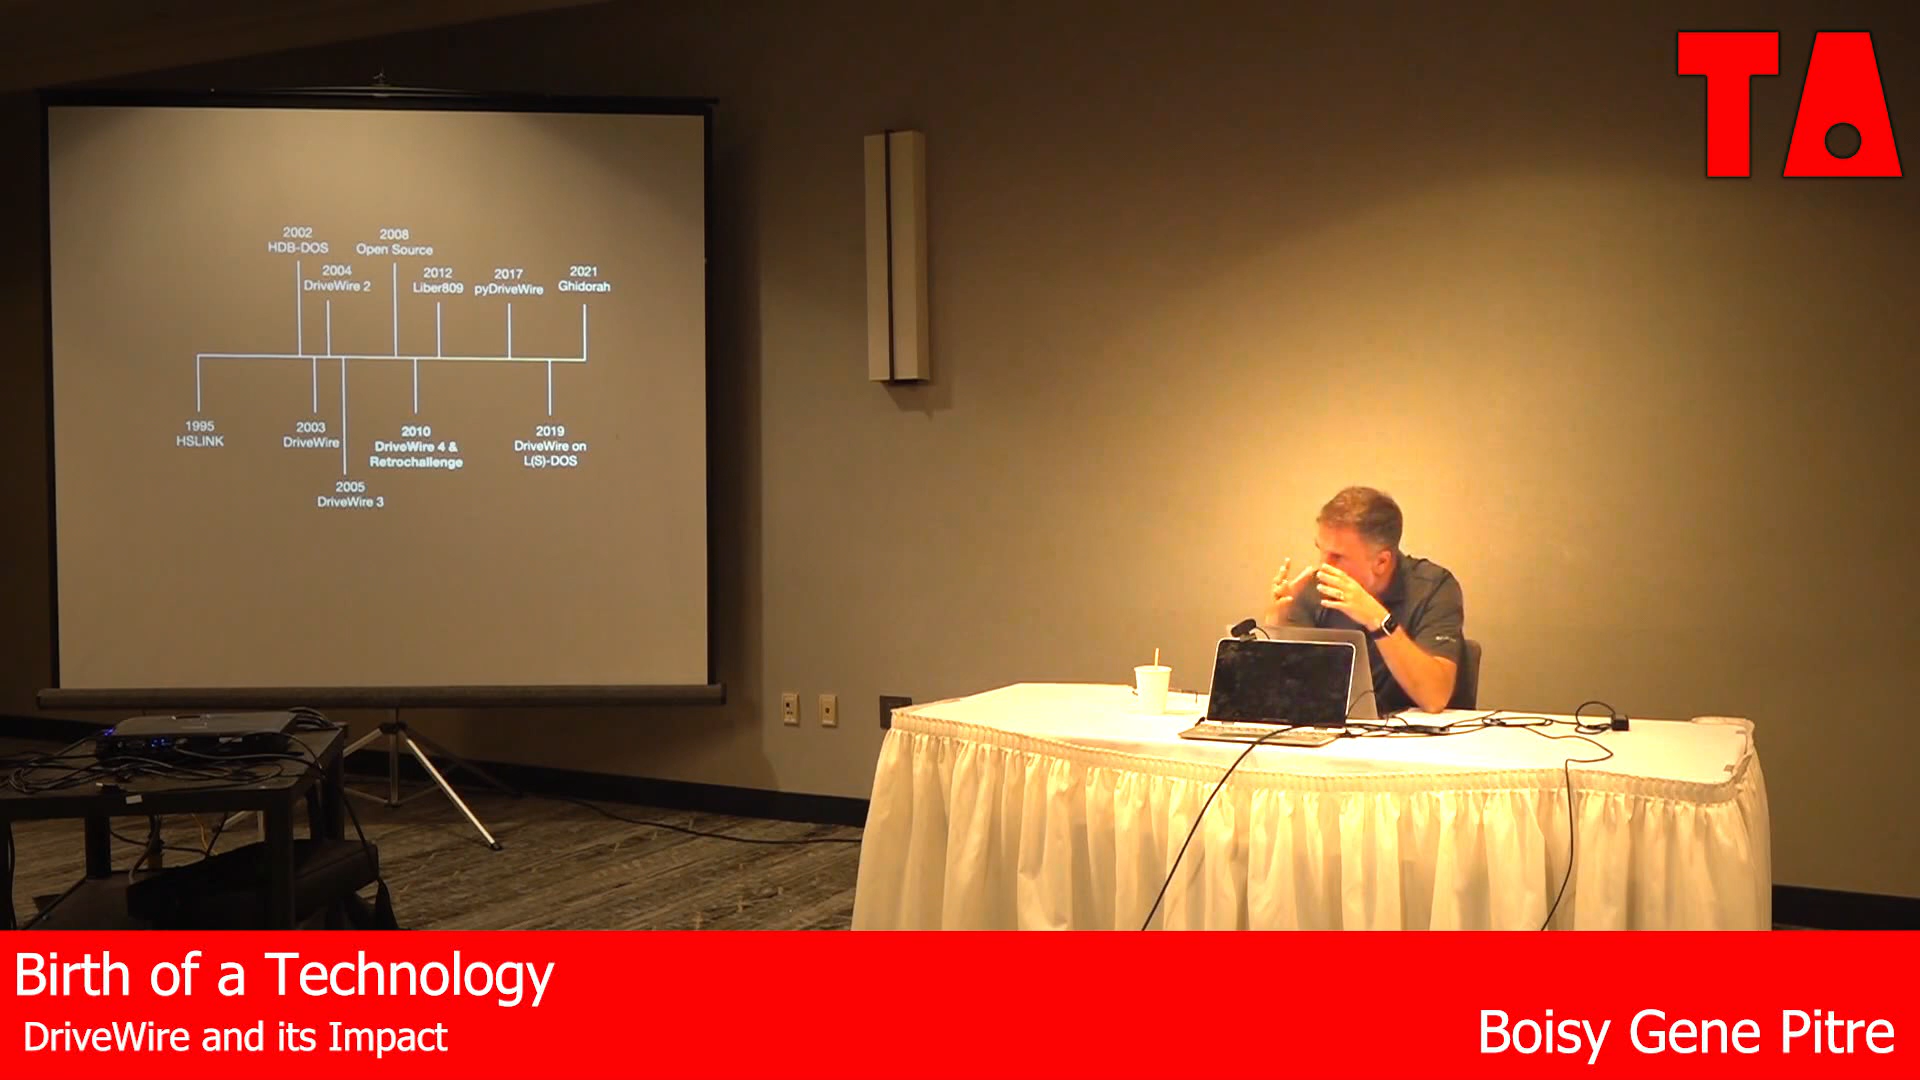 TA
2002
HDB-DOS
2008
Open Source
2004
DriveWire 2
2012
Liber809
2017
pyDriveWire
2021
Ghidorah
1995
HSLINK
2003
DriveWire
2010
DriveWire 4 &
Retrochallenge
2019
DriveWire on
L(S)-DOS
2005
DriveWire 3
Birth of a Technology
DriveWire and its Impact
Boisy Gene Pitre